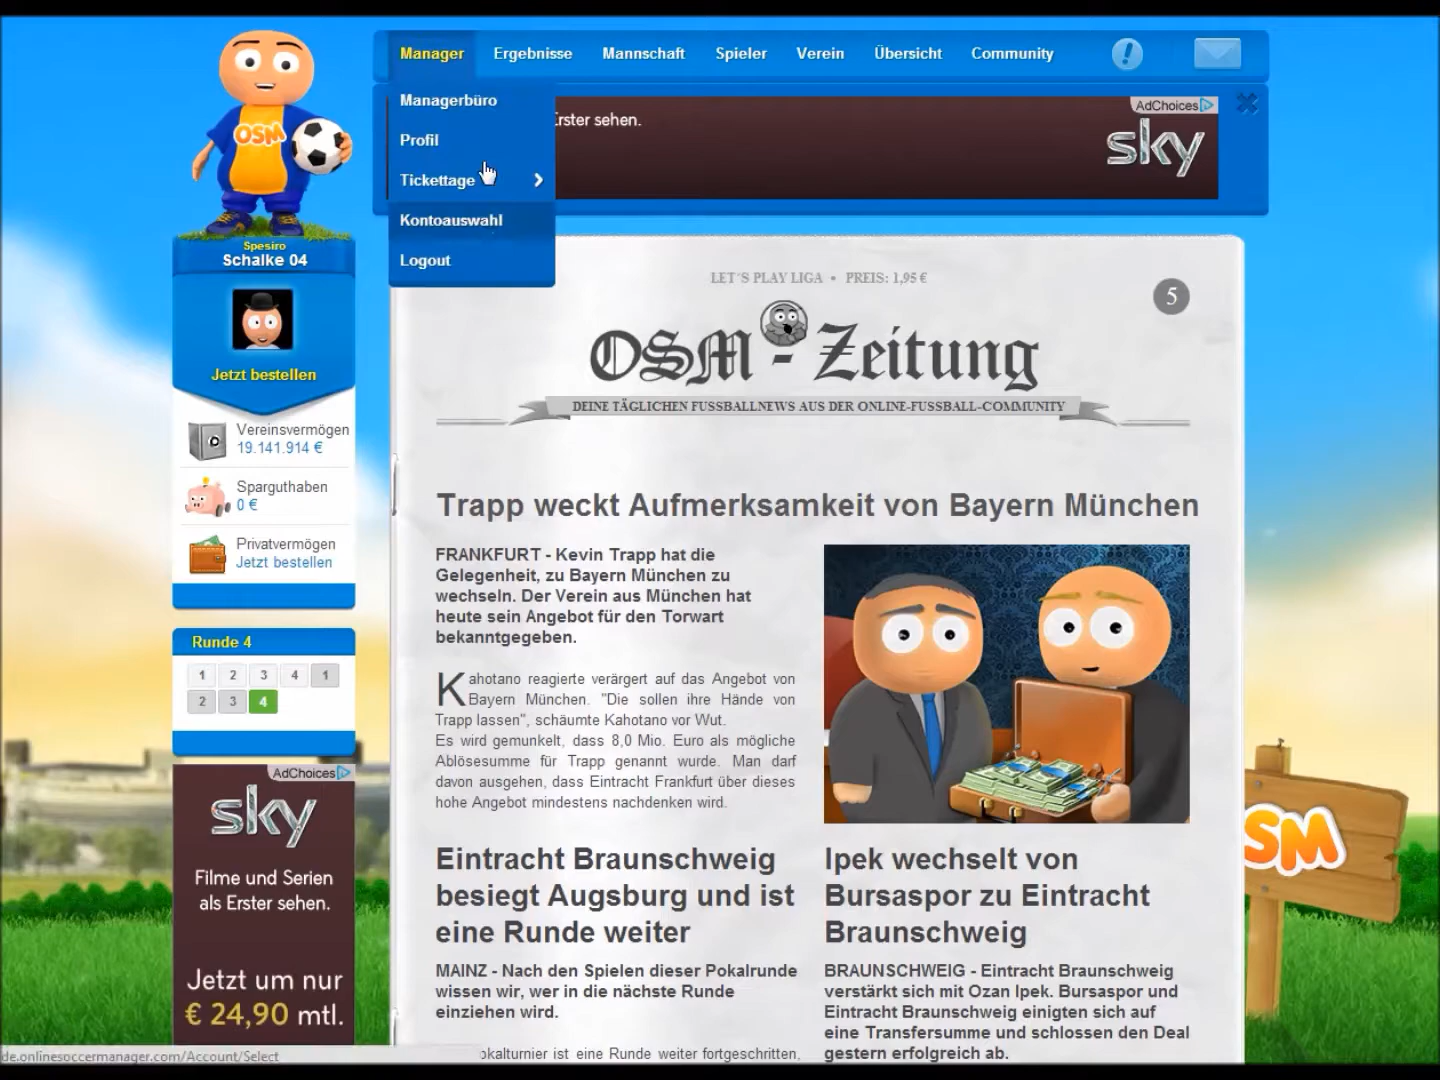 Manager Ergebnisse Mannschaft Spieler Verein Übersicht Community
Managerbüro
Profil
Tickettage
Kontoauswahl
Logout
Erster sehen.
AdChoices
sky
OSM
Spesiro
Schalke 04
Jetzt bestellen
Vereinsvermögen
19.141.914 €
Sparguthaben
0 €
Privatvermögen
Jetzt bestellen
Runde 4
1 2 3 4 1
2 3 4
AdChoices
sky
Filme und Serien
als Erster sehen.
Jetzt um nur
€ 24,90 mtl.
LET´S PLAY LIGA • PREIS: 1,95 €
5
OSM - Zeitung
DEINE TÄGLICHEN FUSSBALLNEWS AUS DER ONLINE-FUSSBALL-COMMUNITY
Trapp weckt Aufmerksamkeit von Bayern München
FRANKFURT - Kevin Trapp hat die
Gelegenheit, zu Bayern München zu
wechseln. Der Verein aus München hat
heute sein Angebot für den Torwart
bekanntgegeben.
Kahotano reagierte verärgert auf das Angebot von
Bayern München. "Die sollen ihre Hände von
Trapp lassen", schäumte Kahotano vor Wut.
Es wird gemunkelt, dass 8,0 Mio. Euro als mögliche
Ablösesumme für Trapp genannt wurde. Man darf
davon ausgehen, dass Eintracht Frankfurt über dieses
hohe Angebot mindestens nachdenken wird.
Eintracht Braunschweig
besiegt Augsburg und ist
eine Runde weiter
MAINZ - Nach den Spielen dieser Pokalrunde
wissen wir, wer in die nächste Runde
einziehen wird.
okalturnier ist eine Runde weiter fortgeschritten,
Ipek wechselt von
Bursaspor zu Eintracht
Braunschweig
BRAUNSCHWEIG - Eintracht Braunschweig
verstärkt sich mit Ozan Ipek. Bursaspor und
Eintracht Braunschweig einigten sich auf
eine Transfersumme und schlossen den Deal
gestern erfolgreich ab.
SM
de.onlinesoccermanager.com/Account/Select